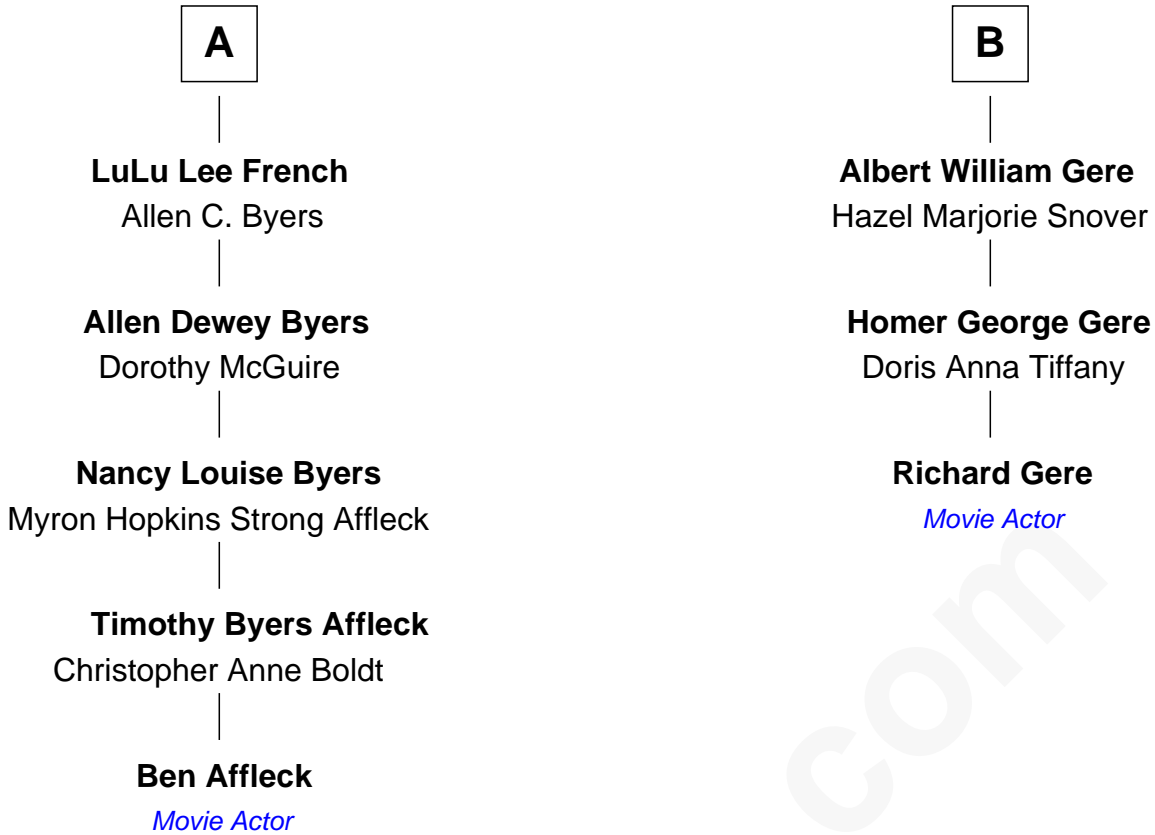 A
LuLu Lee French
Allen C. Byers
Allen Dewey Byers
Dorothy McGuire
Nancy Louise Byers
Myron Hopkins Strong Affleck
Timothy Byers Affleck
Christopher Anne Boldt
Ben Affleck
Movie Actor
B
Albert William Gere
Hazel Marjorie Snover
Homer George Gere
Doris Anna Tiffany
Richard Gere
Movie Actor
com